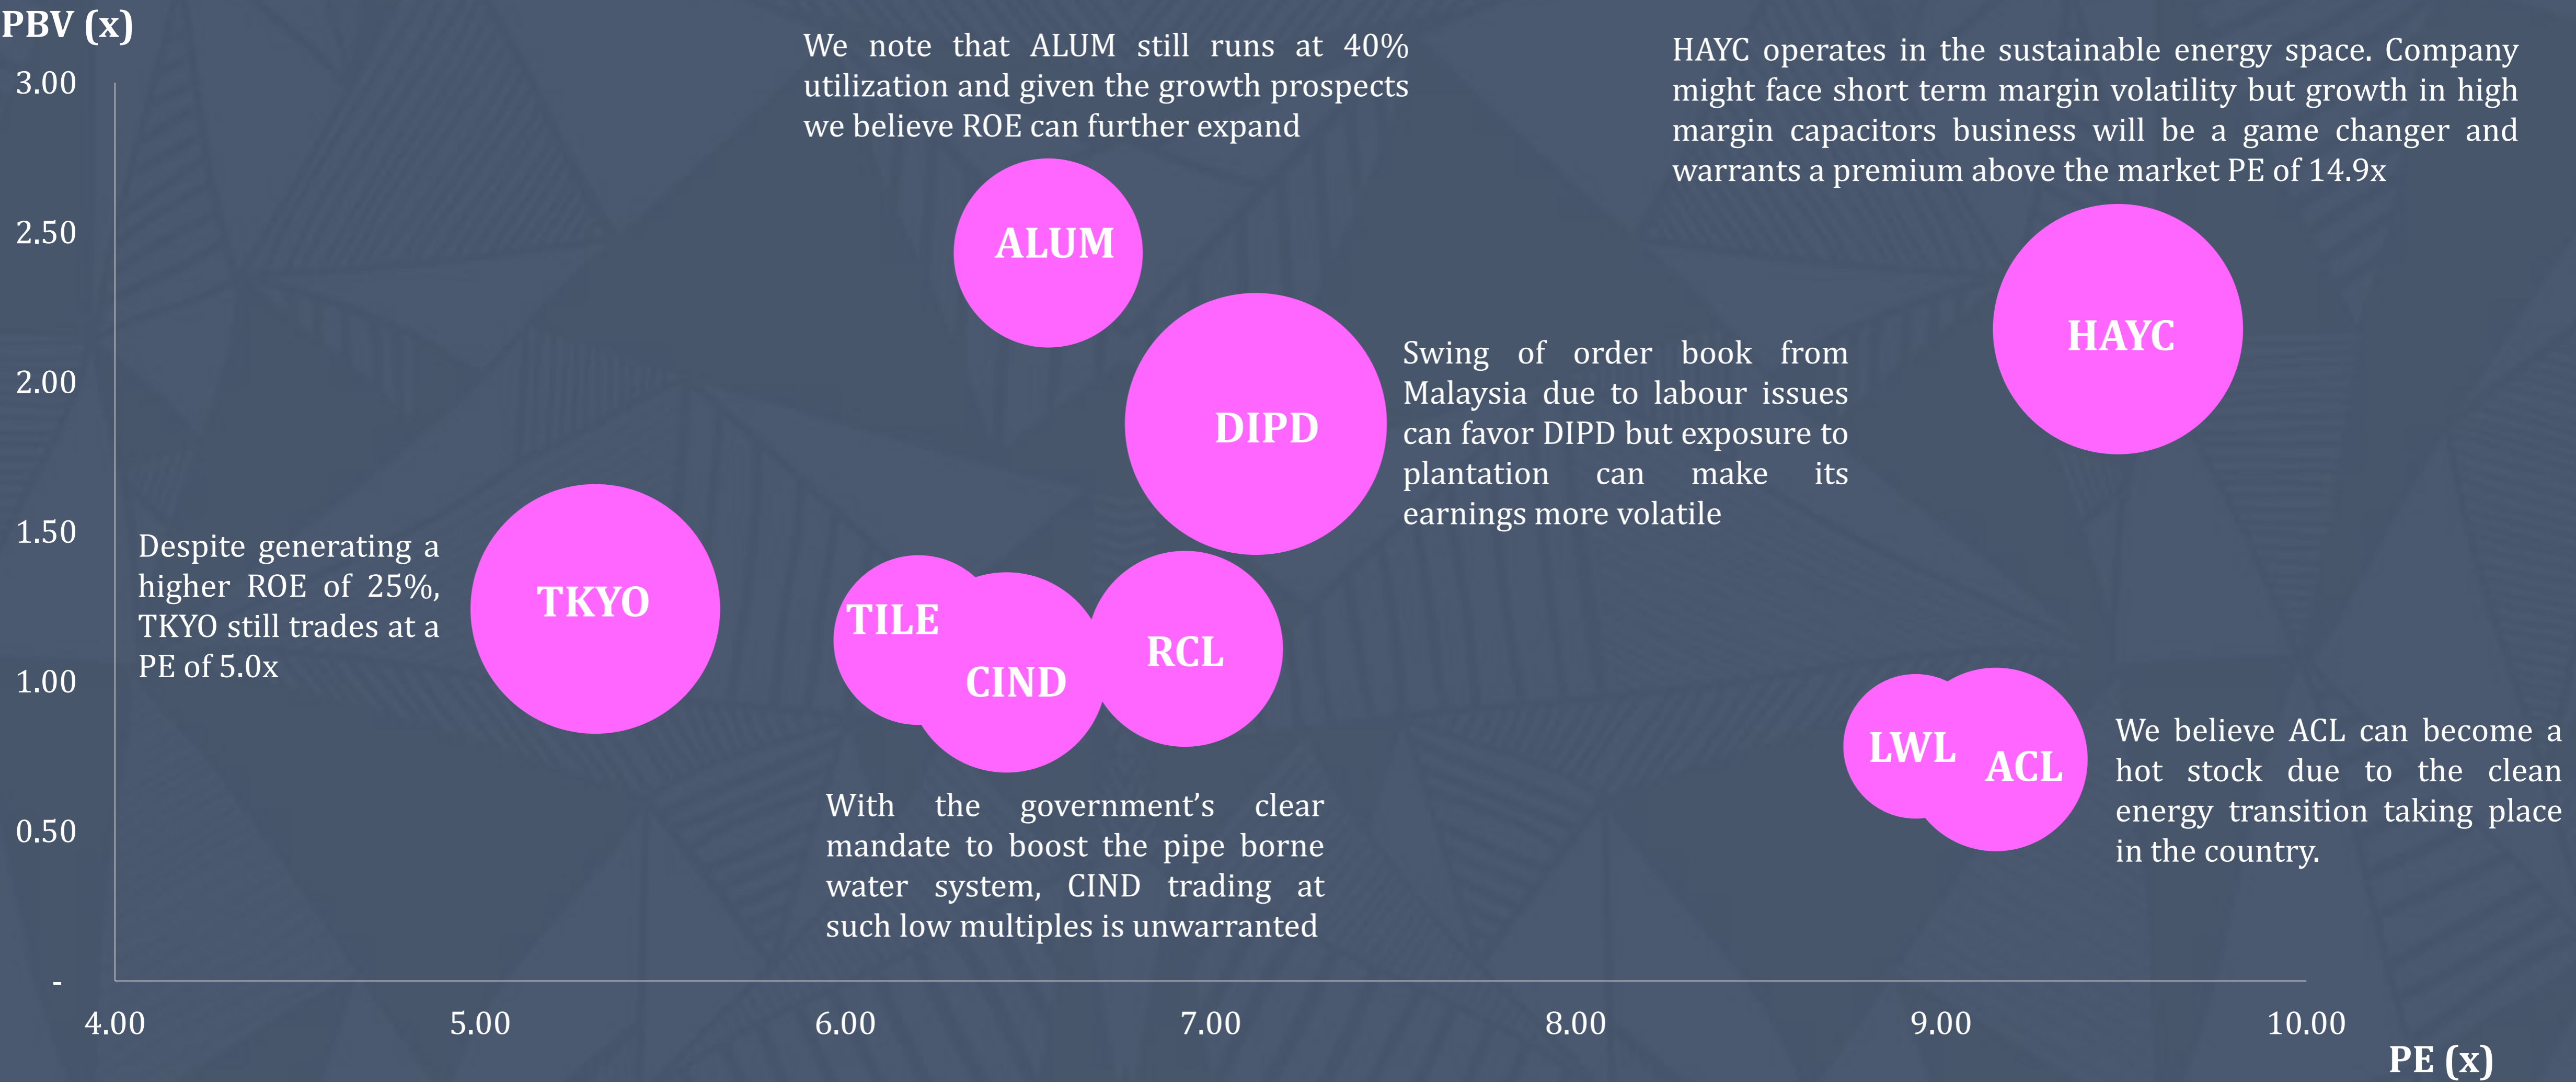 PBV (x)
3.00
2.50
2.00
1.50
1.00
0.50
-
4.00
5.00
6.00
7.00
8.00
9.00
10.00
PE (x)
We note that ALUM still runs at 40%
utilization and given the growth prospects
we believe ROE can further expand
HAYC operates in the sustainable energy space. Company
might face short term margin volatility but growth in high
margin capacitors business will be a game changer and
warrants a premium above the market PE of 14.9x
ALUM
HAYC
DIPD
Swing of order book from
Malaysia due to labour issues
can favor DIPD but exposure to
plantation can make its
earnings more volatile
Despite generating a
higher ROE of 25%,
TKYO still trades at a
PE of 5.0x
TKYO
TILE
CIND
RCL
LWL
ACL
With the government’s clear
mandate to boost the pipe borne
water system, CIND trading at
such low multiples is unwarranted
We believe ACL can become a
hot stock due to the clean
energy transition taking place
in the country.